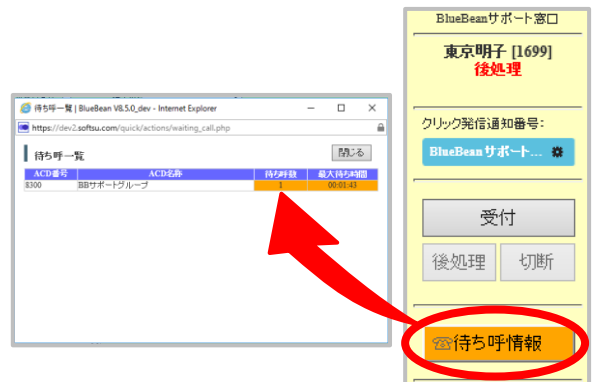 待ち呼一覧 | BlueBean V8.5.0_dev - Internet Explorer
https://dev2.softsu.com/quick/actions/waiting_call.php
待ち呼一覧
閉じる
ACD番号 ACD名称 待ち呼数 最大待ち時間
8300 BBサポートグループ 1 00:01:43
BlueBeanサポート窓口
東京明子 [1699]
後処理
クリック発信通知番号:
BlueBeanサポート...
受付
後処理 切断
☎待ち呼情報